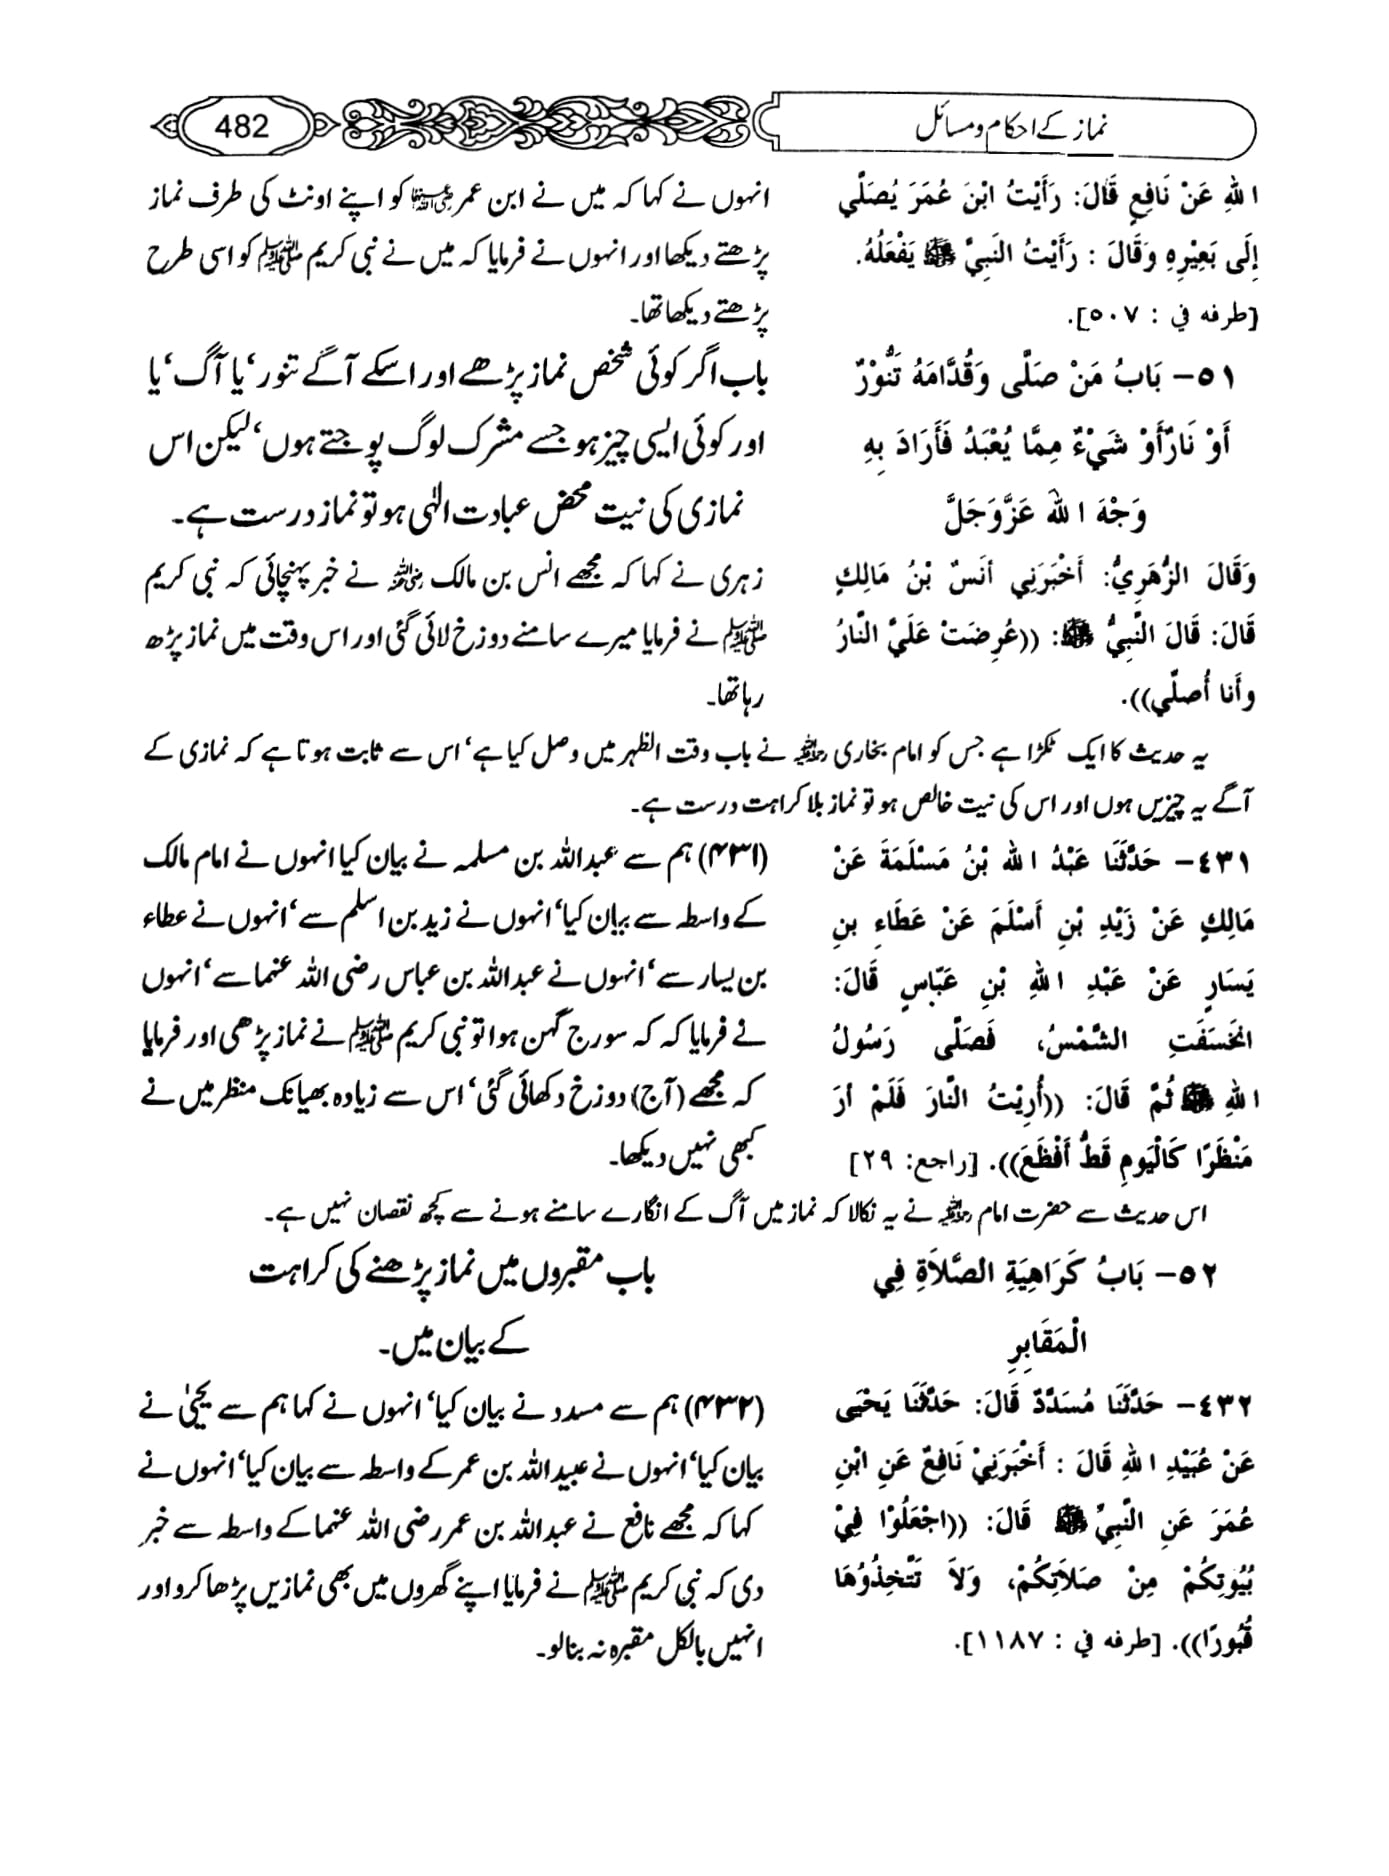 نماز کے احکام و مسائل
482
اللهِ عَنْ نَافِعٍ قَالَ: رَأَيْتُ ابْنَ عُمَرَ يُصَلِّي
إِلَى بَعِيْرِهِ وَقَالَ : رَأَيْتُ النَّبِيَّ ﷺ يَفْعَلُهُ.
[طرفه في : ٥٠٧].
انہوں نے کہا کہ میں نے ابن عمر رضی اللہ عنہما کو اپنے اونٹ کی طرف نماز
پڑھتے دیکھا اور انہوں نے فرمایا کہ میں نے نبی کریم ﷺ کو اسی طرح
پڑھتے دیکھا تھا۔
٥١- بَابُ مَنْ صَلَّى وَقُدَّامَهُ تَنُّوْرٌ
أَوْ نَارٌ أَوْ شَيْءٌ مِمَّا يُعْبَدُ فَأَرَادَ بِهِ
وَجْهَ اللهِ عَزَّوَجَلَّ
باب اگر کوئی شخص نماز پڑھے اور اسکے آگے تنور‘ یا آگ‘ یا
اور کوئی ایسی چیز ہو جسے مشرک لوگ پوجتے ہوں‘ لیکن اس
نمازی کی نیت محض عبادت الٰہی ہو تو نماز درست ہے۔
وَقَالَ الزُّهَرِيُّ: أَخْبَرَنِي أَنَسٌ بْنُ مَالِكٍ
قَالَ: قَالَ النَّبِيُّ ﷺ: ((عُرِضَتْ عَلَيَّ النَّارُ
وأَنا أُصلِّي)).
زہری نے کہا کہ مجھے انس بن مالک رضی اللہ عنہ نے خبر پہنچائی کہ نبی کریم
ﷺ نے فرمایا میرے سامنے دوزخ لائی گئی اور اس وقت میں نماز پڑھ
رہا تھا۔
یہ حدیث کا ایک ٹکڑا ہے جس کو امام بخاری رحمہ اللہ نے باب وقت الظہر میں وصل کیا ہے‘ اس سے ثابت ہوتا ہے کہ نمازی کے
آگے یہ چیزیں ہوں اور اس کی نیت خالص ہو تو نماز بلا کراہت درست ہے۔
٤٣١- حَدَّثَنَا عَبْدُ اللهِ بْنُ مَسْلَمَةَ عَنْ
مَالِكٍ عَنْ زَيْدِ بْنِ أَسْلَمَ عَنْ عَطَاءِ بنِ
يَسَارٍ عَنْ عَبْدِ اللهِ بْنِ عَبَّاسٍ قَالَ:
انخَسَفَتِ الشَّمْسُ، فَصَلَّى رَسُولُ
اللهِ ﷺ ثُمَّ قَالَ: ((أُرِيْتُ النَّارَ فَلَمْ أَرَ
مَنْظَرًا كَالْيَومِ قَطُّ أَفْظَعَ)). [راجع: ٢٩]
(۴۳۱) ہم سے عبداللہ بن مسلمہ نے بیان کیا انہوں نے امام مالک
کے واسطہ سے بیان کیا‘ انہوں نے زید بن اسلم سے‘ انہوں نے عطاء
بن یسار سے‘ انہوں نے عبداللہ بن عباس رضی اللہ عنہما سے‘ انہوں
نے فرمایا کہ کہ سورج گہن ہوا تو نبی کریم ﷺ نے نماز پڑھی اور فرمایا
کہ مجھے (آج) دوزخ دکھائی گئی‘ اس سے زیادہ بھیانک منظر میں نے
کبھی نہیں دیکھا۔
اس حدیث سے حضرت امام رحمہ اللہ نے یہ نکالا کہ نماز میں آگ کے انگارے سامنے ہونے سے کچھ نقصان نہیں ہے۔
٥٢- بَابُ كَرَاهِيَةِ الصَّلاَةِ فِي
الْمَقَابِرِ
باب مقبروں میں نماز پڑھنے کی کراہت
کے بیان میں۔
٤٣٢- حَدَّثَنَا مُسَدَّدٌ قَالَ: حَدَّثَنَا يَحْيَى
عَنْ عُبَيْدِ اللهِ قَالَ : أَخْبَرَنِيْ نَافِعٌ عَنِ ابْنِ
عُمَرَ عَنِ النَّبِيِّ ﷺ قَالَ: ((اجْعَلُوْا فِيْ
بُيُوتِكُمْ مِنْ صَلاَتِكُمْ، وَلاَ تَتَّخِذُوْهَا
قُبُورًا)). [طرفه في : ١١٨٧].
(۴۳۲) ہم سے مسدد نے بیان کیا‘ انہوں نے کہا ہم سے یحییٰ نے
بیان کیا‘ انہوں نے عبیداللہ بن عمر کے واسطہ سے بیان کیا‘ انہوں نے
کہا کہ مجھے نافع نے عبداللہ بن عمر رضی اللہ عنہما کے واسطہ سے خبر
دی کہ نبی کریم ﷺ نے فرمایا اپنے گھروں میں بھی نمازیں پڑھا کرو اور
انہیں بالکل مقبرہ نہ بنا لو۔